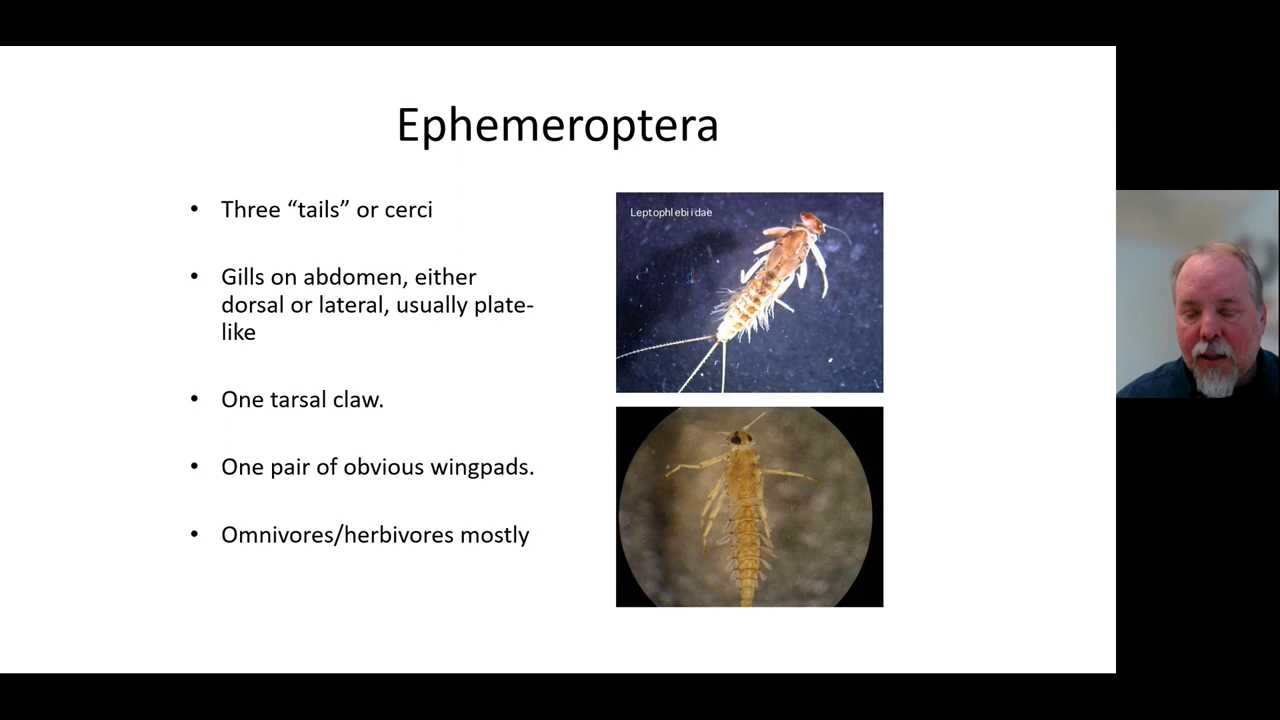 Ephemeroptera
• Three “tails” or cerci
• Gills on abdomen, either
dorsal or lateral, usually plate-
like
• One tarsal claw.
• One pair of obvious wingpads.
• Omnivores/herbivores mostly
Leptophlebiidae